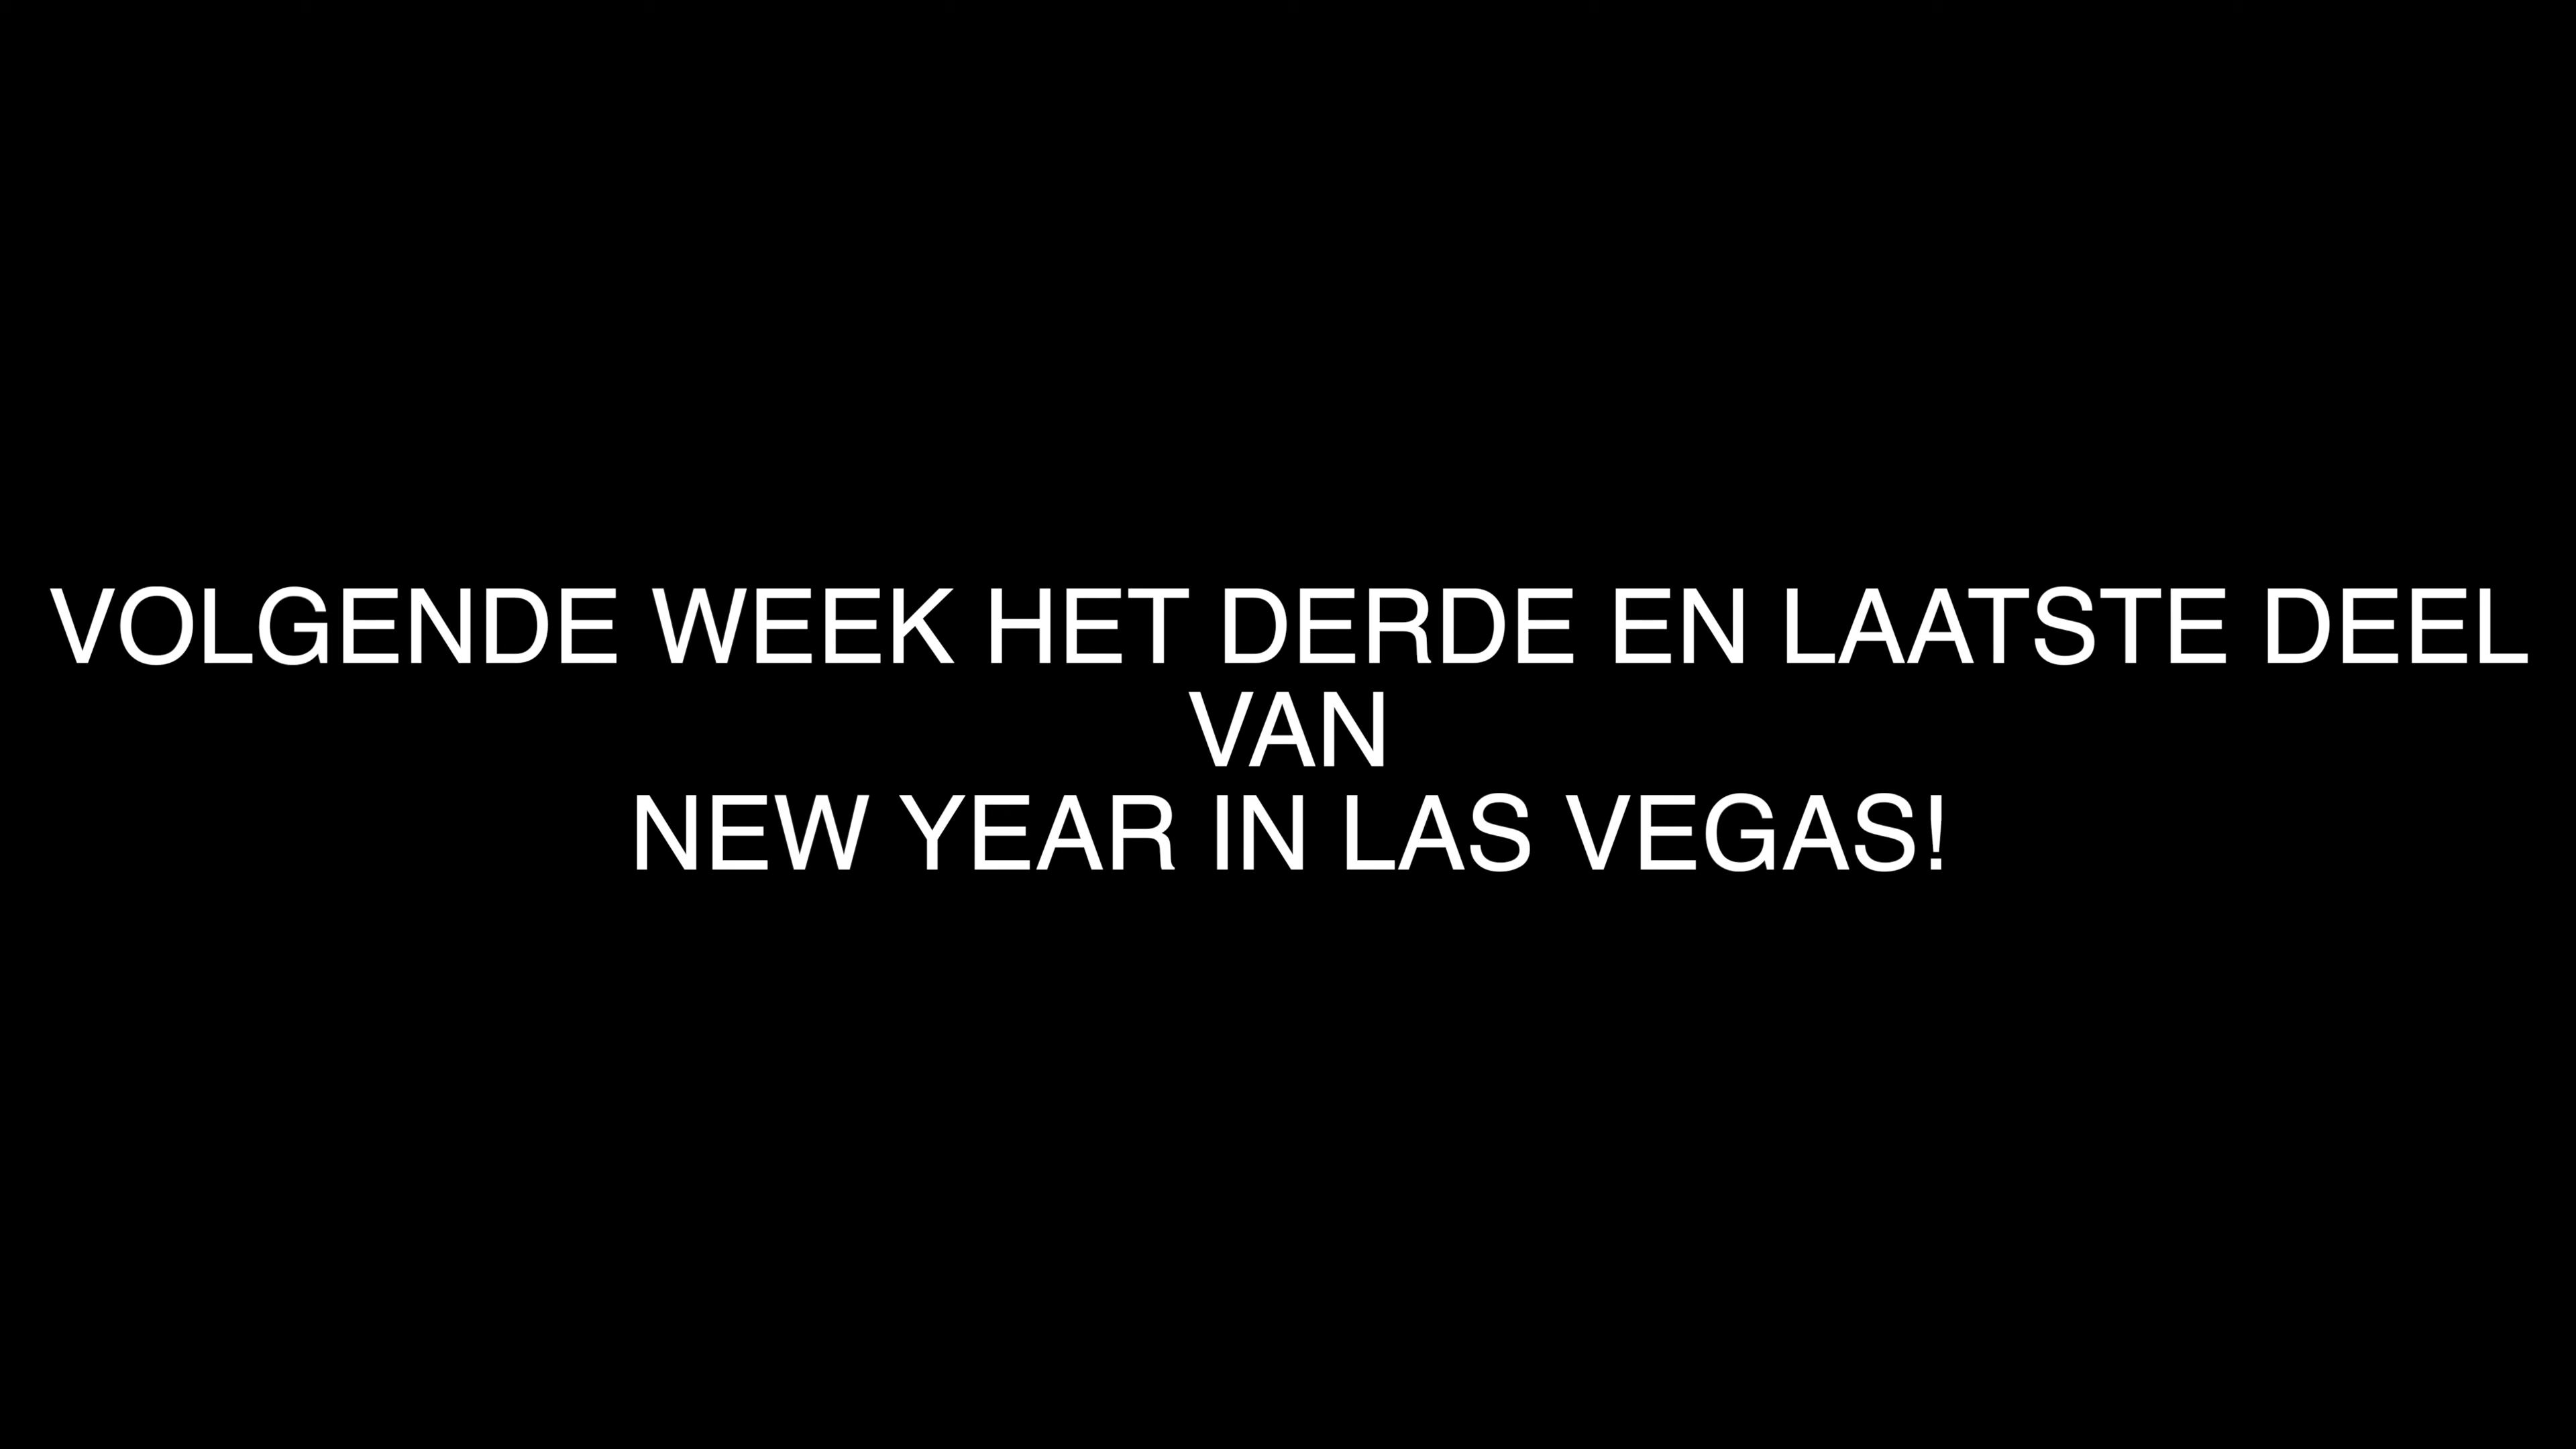 VOLGENDE WEEK HET DERDE EN LAATSTE DEEL
VAN
NEW YEAR IN LAS VEGAS!